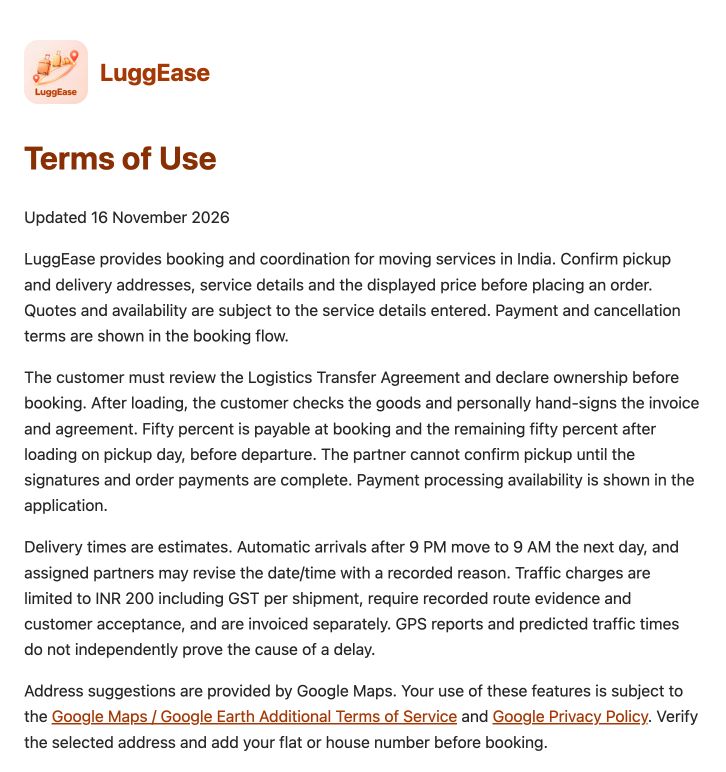 LuggEase
LuggEase
Terms of Use
Updated 16 November 2026
LuggEase provides booking and coordination for moving services in India. Confirm pickup
and delivery addresses, service details and the displayed price before placing an order.
Quotes and availability are subject to the service details entered. Payment and cancellation
terms are shown in the booking flow.
The customer must review the Logistics Transfer Agreement and declare ownership before
booking. After loading, the customer checks the goods and personally hand-signs the invoice
and agreement. Fifty percent is payable at booking and the remaining fifty percent after
loading on pickup day, before departure. The partner cannot confirm pickup until the
signatures and order payments are complete. Payment processing availability is shown in the
application.
Delivery times are estimates. Automatic arrivals after 9 PM move to 9 AM the next day, and
assigned partners may revise the date/time with a recorded reason. Traffic charges are
limited to INR 200 including GST per shipment, require recorded route evidence and
customer acceptance, and are invoiced separately. GPS reports and predicted traffic times
do not independently prove the cause of a delay.
Address suggestions are provided by Google Maps. Your use of these features is subject to
the Google Maps / Google Earth Additional Terms of Service and Google Privacy Policy. Verify
the selected address and add your flat or house number before booking.